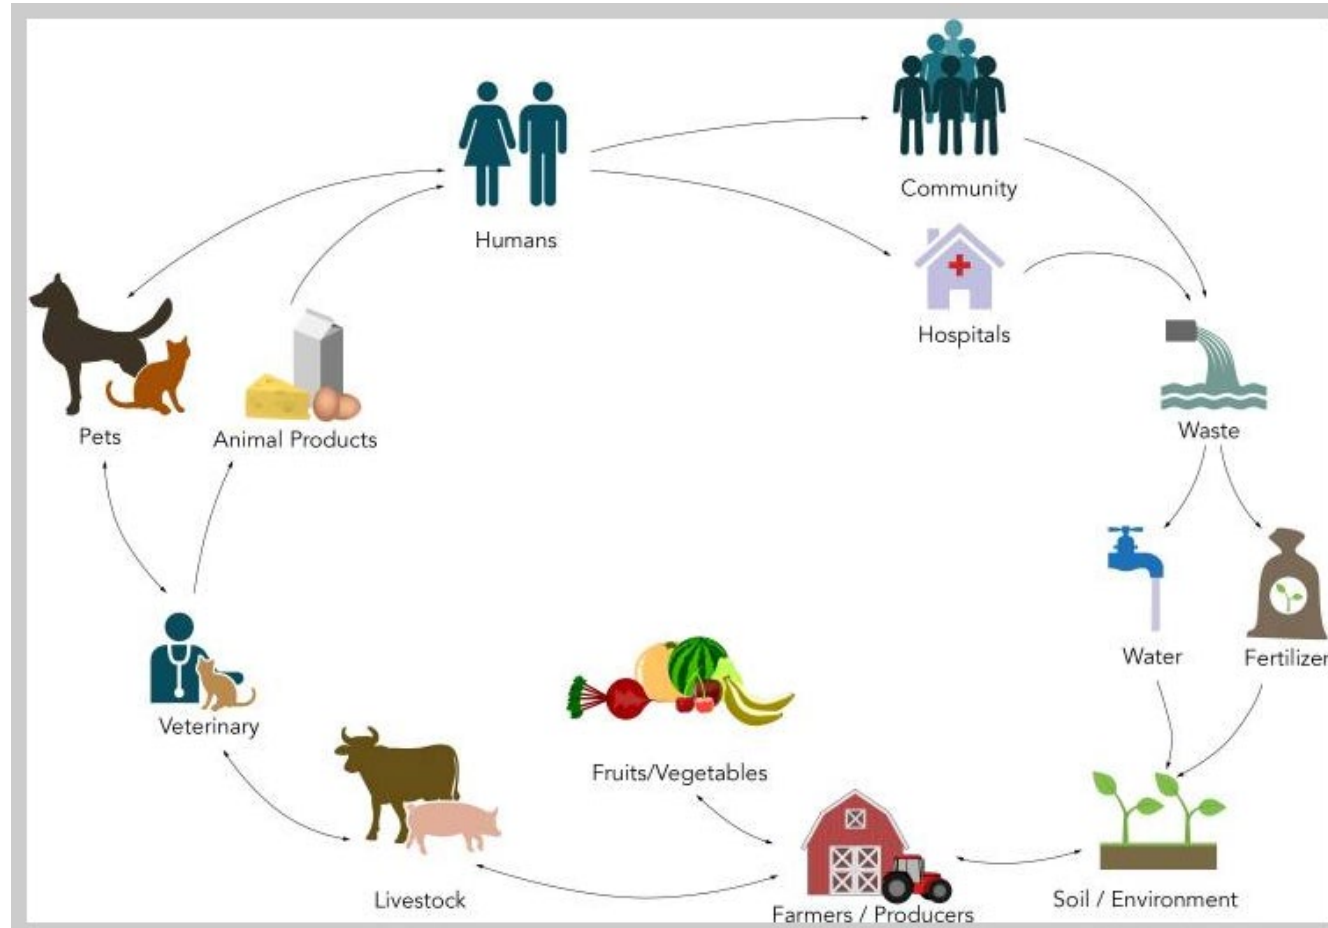 Humans
Community
Hospitals
Pets
Animal Products
Waste
Water
Fertilizer
Veterinary
Fruits/Vegetables
Livestock
Farmers / Producers
Soil / Environment